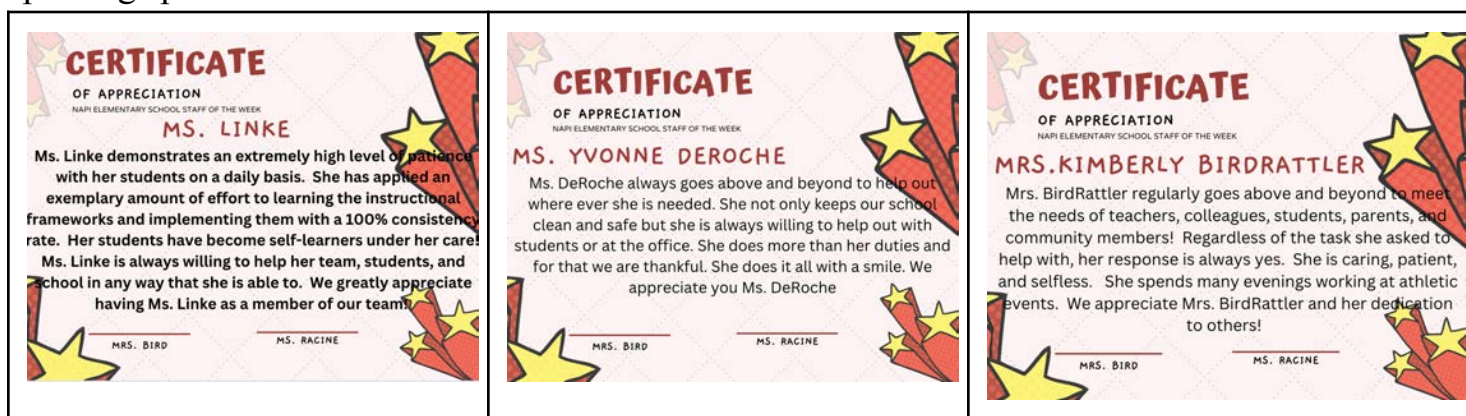 CERTIFICATE
OF APPRECIATION
NAPI ELEMENTARY SCHOOL STAFF OF THE WEEK
MS. LINKE
Ms. Linke demonstrates an extremely high level of patience
with her students on a daily basis. She has applied an
exemplary amount of effort to learning the instructional
frameworks and implementing them with a 100% consistency
rate. Her students have become self-learners under her care!
Ms. Linke is always willing to help her team, students, and
school in any way that she is able to. We greatly appreciate
having Ms. Linke as a member of our team!
MRS. BIRD
MS. RACINE
CERTIFICATE
OF APPRECIATION
NAPI ELEMENTARY SCHOOL STAFF OF THE WEEK
MS. YVONNE DEROCHE
Ms. DeRoche always goes above and beyond to help out
where ever she is needed. She not only keeps our school
clean and safe but she is always willing to help out with
students or at the office. She does more than her duties and
for that we are thankful. She does it all with a smile. We
appreciate you Ms. DeRoche
MRS. BIRD
MS. RACINE
CERTIFICATE
OF APPRECIATION
NAPI ELEMENTARY SCHOOL STAFF OF THE WEEK
MRS.KIMBERLY BIRDRATTLER
Mrs. BirdRattler regularly goes above and beyond to meet
the needs of teachers, colleagues, students, parents, and
community members! Regardless of the task she asked to
help with, her response is always yes. She is caring, patient,
and selfless. She spends many evenings working at athletic
events. We appreciate Mrs. BirdRattler and her dedication
to others!
MRS. BIRD
MS. RACINE